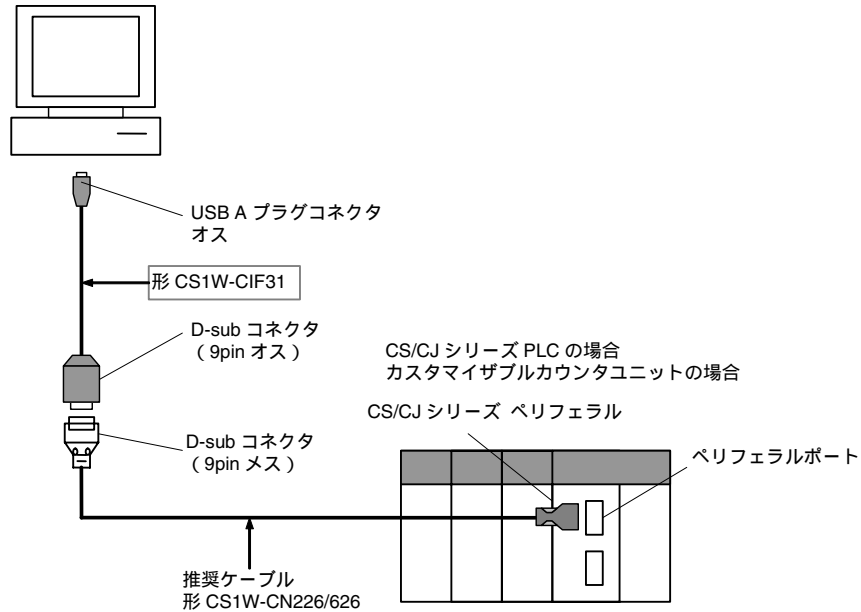 USB A プラグコネクタ
オス
形 CS1W-CIF31
D-sub コネクタ
（9pin オス）
CS/CJ シリーズ PLC の場合
カスタマイザブルカウンタユニットの場合
CS/CJ シリーズ ペリフェラル
D-sub コネクタ
（9pin メス）
ペリフェラルポート
推奨ケーブル
形 CS1W-CN226/626